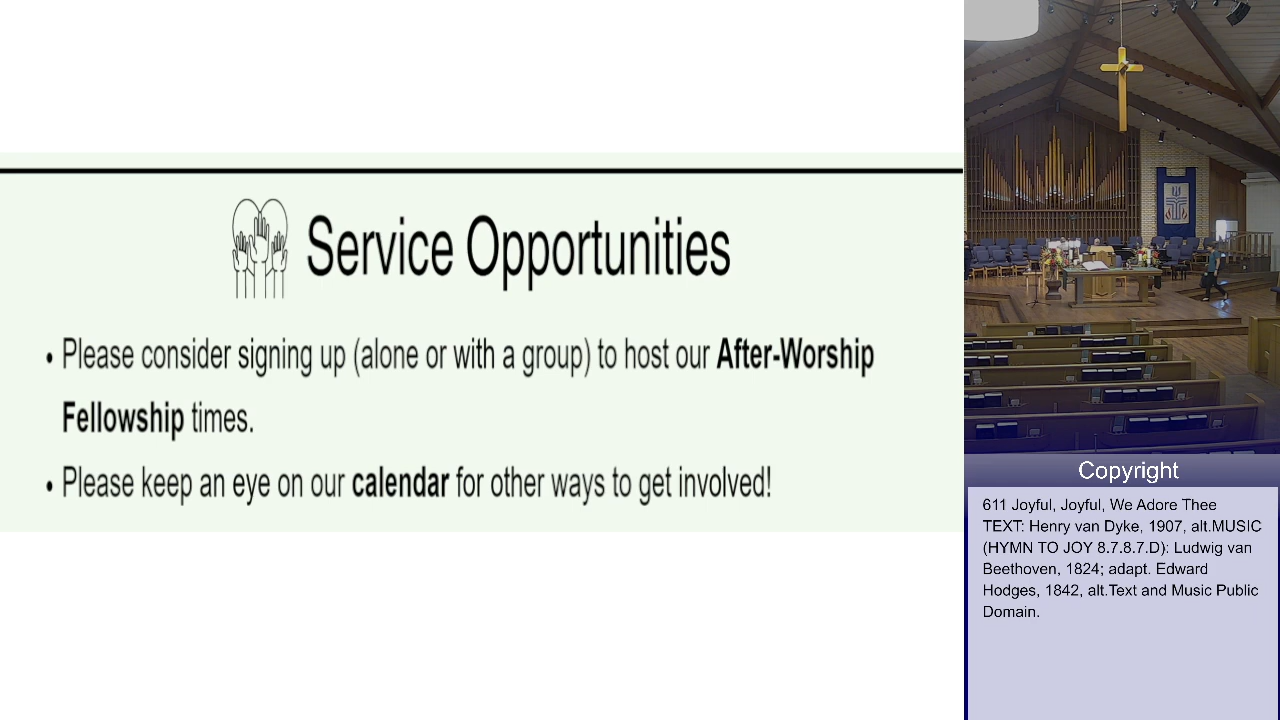 Service Opportunities
• Please consider signing up (alone or with a group) to host our After-Worship
Fellowship times.
• Please keep an eye on our calendar for other ways to get involved!
Copyright
611 Joyful, Joyful, We Adore Thee
TEXT: Henry van Dyke, 1907, alt.MUSIC
(HYMN TO JOY 8.7.8.7.D): Ludwig van
Beethoven, 1824; adapt. Edward
Hodges, 1842, alt.Text and Music Public
Domain.